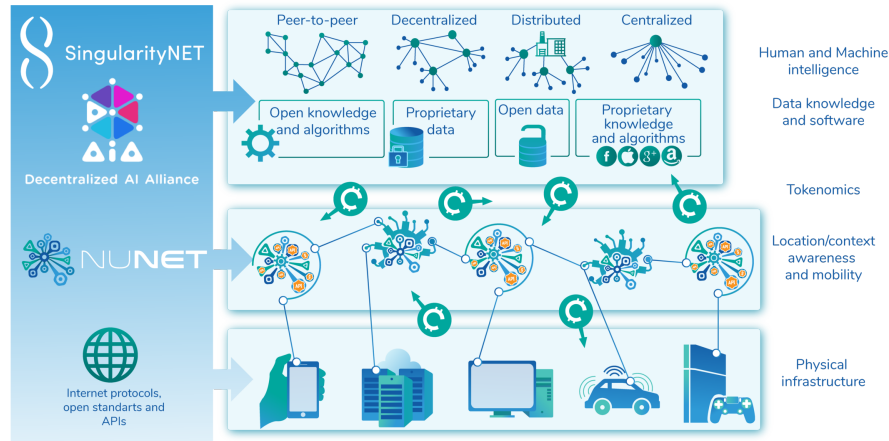 SingularityNET
AiA
Decentralized AI Alliance
NUNET
Internet protocols,
open standarts and
APIs
Peer-to-peer
Decentralized
Distributed
Centralized
Open knowledge
and algorithms
Proprietary
data
Open data
Proprietary
knowledge
and algorithms
f
g+
a
Human and Machine
intelligence
Data knowledge
and software
Tokenomics
Location/context
awareness
and mobility
Physical
infrastructure